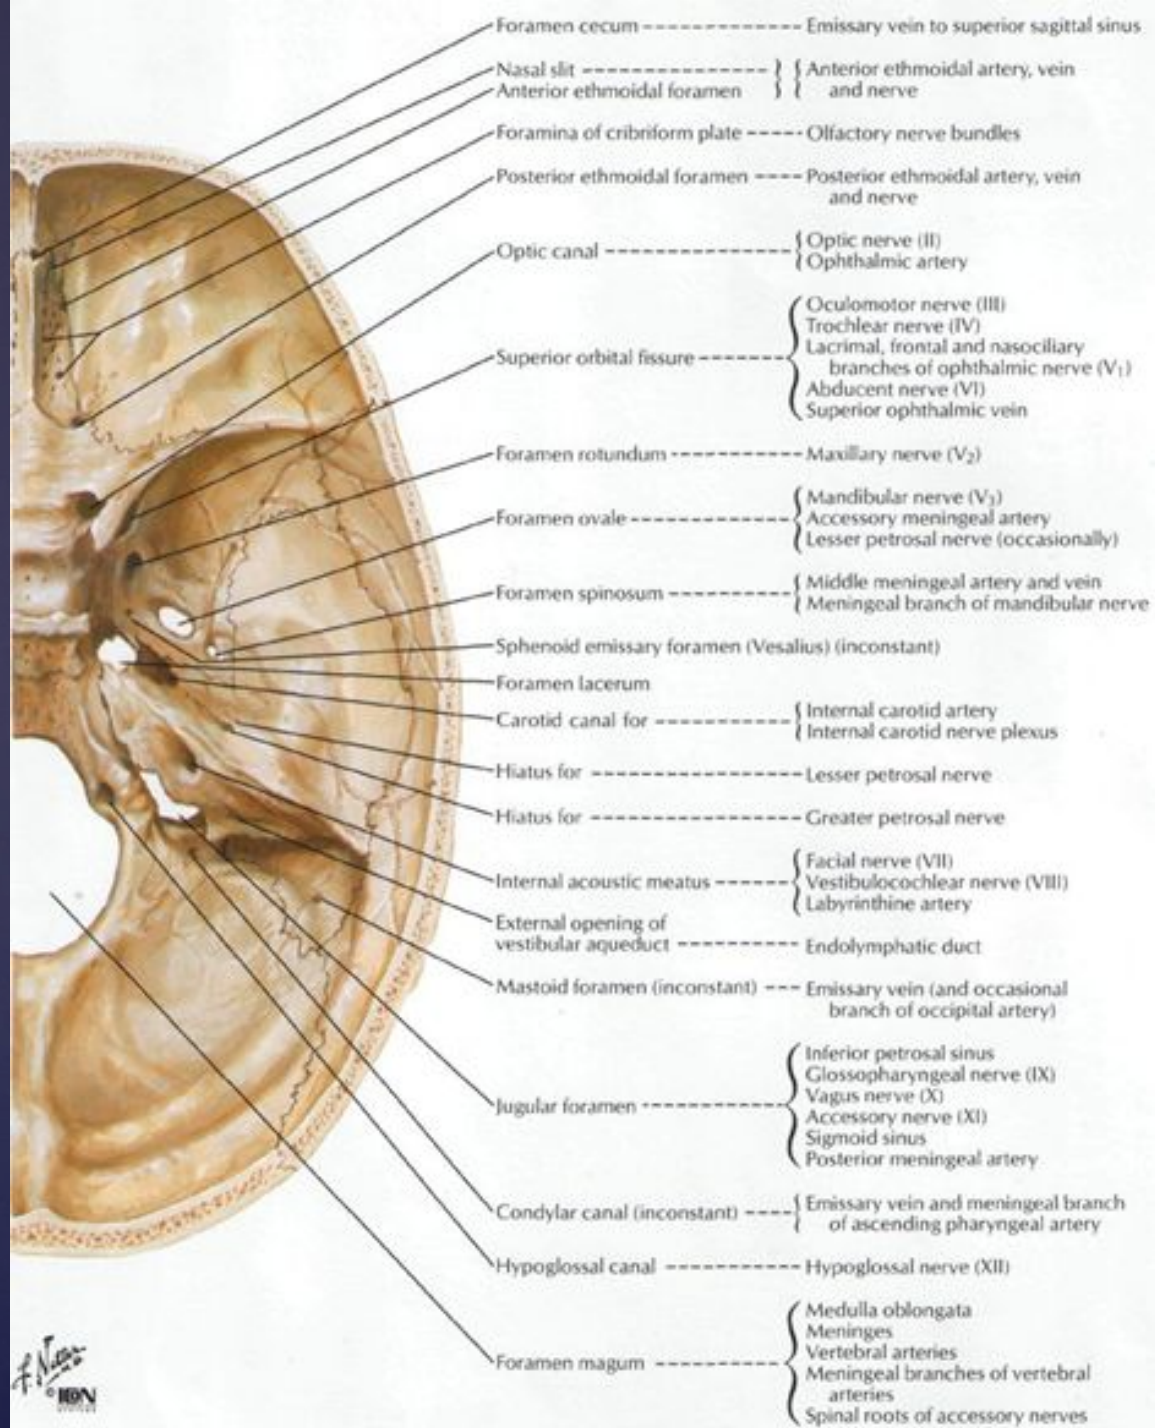 Foramen cecum Emissary vein to superior sagittal sinus
Nasal slit Anterior ethmoidal artery, vein
Anterior ethmoidal foramen and nerve
Foramina of cribriform plate Olfactory nerve bundles
Posterior ethmoidal foramen Posterior ethmoidal artery, vein
and nerve
Optic canal Optic nerve (II)
Ophthalmic artery
Superior orbital fissure Oculomotor nerve (III)
Trochlear nerve (IV)
Lacrimal, frontal and nasociliary
branches of ophthalmic nerve (V₁)
Abducent nerve (VI)
Superior ophthalmic vein
Foramen rotundum Maxillary nerve (V₂)
Foramen ovale Mandibular nerve (V₃)
Accessory meningeal artery
Lesser petrosal nerve (occasionally)
Foramen spinosum Middle meningeal artery and vein
Meningeal branch of mandibular nerve
Sphenoid emissary foramen (Vesalius) (inconstant)
Foramen lacerum
Carotid canal for Internal carotid artery
Internal carotid nerve plexus
Hiatus for Lesser petrosal nerve
Hiatus for Greater petrosal nerve
Internal acoustic meatus Facial nerve (VII)
Vestibulocochlear nerve (VIII)
Labyrinthine artery
External opening of
vestibular aqueduct Endolymphatic duct
Mastoid foramen (inconstant) Emissary vein (and occasional
branch of occipital artery)
Jugular foramen Inferior petrosal sinus
Glossopharyngeal nerve (IX)
Vagus nerve (X)
Accessory nerve (XI)
Sigmoid sinus
Posterior meningeal artery
Condylar canal (inconstant) Emissary vein and meningeal branch
of ascending pharyngeal artery
Hypoglossal canal Hypoglossal nerve (XII)
Foramen magum Medulla oblongata
Meninges
Vertebral arteries
Meningeal branches of vertebral
arteries
Spinal roots of accessory nerves
F. Netter
©